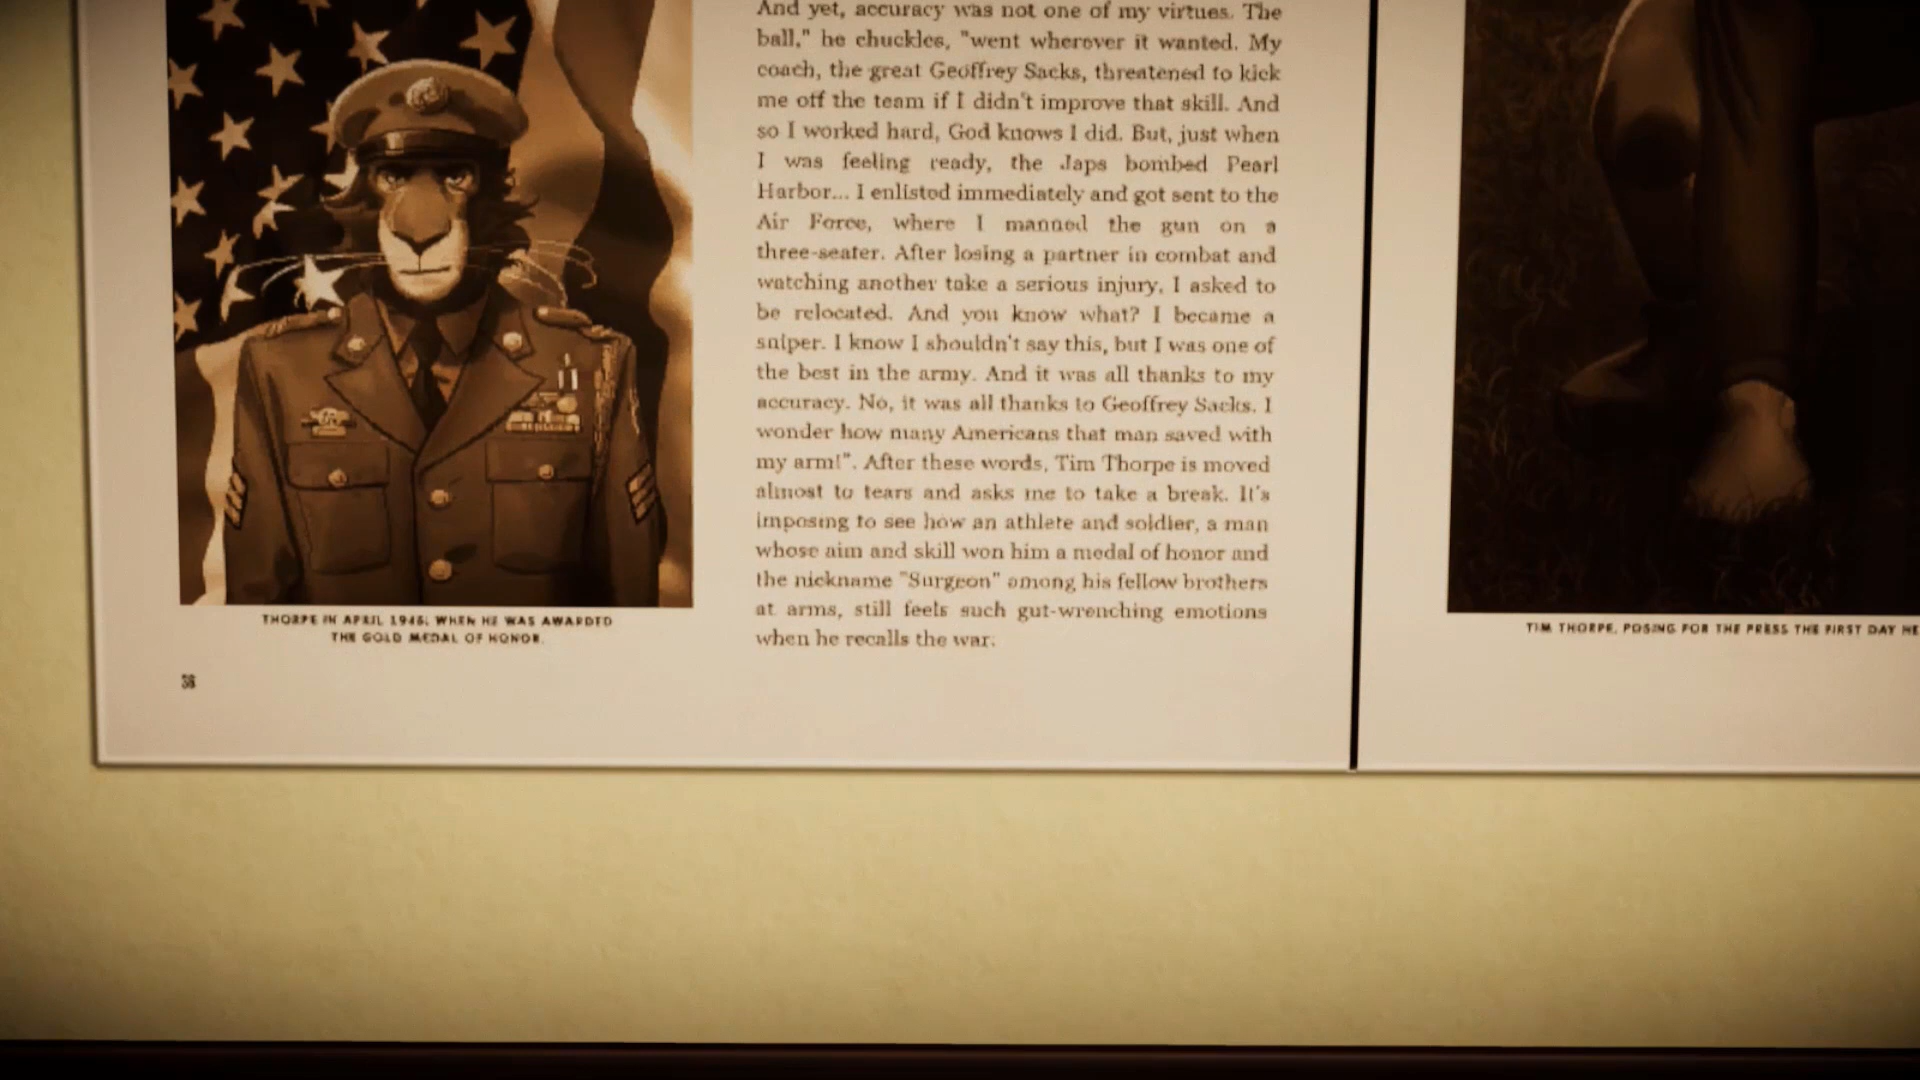 And yet, accuracy was not one of my virtues. The
ball," he chuckles, "went wherever it wanted. My
coach, the great Geoffrey Sacks, threatened to kick
me off the team if I didn't improve that skill. And
so I worked hard, God knows I did. But, just when
I was feeling ready, the Japs bombed Pearl
Harbor... I enlisted immediately and got sent to the
Air Force, where I manned the gun on a
three-seater. After losing a partner in combat and
watching another take a serious injury, I asked to
be relocated. And you know what? I became a
sniper. I know I shouldn't say this, but I was one of
the best in the army. And it was all thanks to my
accuracy. No, it was all thanks to Geoffrey Sacks. I
wonder how many Americans that man saved with
my arm!". After these words, Tim Thorpe is moved
almost to tears and asks me to take a break. It's
imposing to see how an athlete and soldier, a man
whose aim and skill won him a medal of honor and
the nickname "Surgeon" among his fellow brothers
at arms, still feels such gut-wrenching emotions
when he recalls the war.
THORPE IN APRIL WHEN HE WAS AWARDED
THE GOLD MEDAL OF HONOR.
TIM THORPE, POSING FOR THE PRESS THE FIRST DAY HE